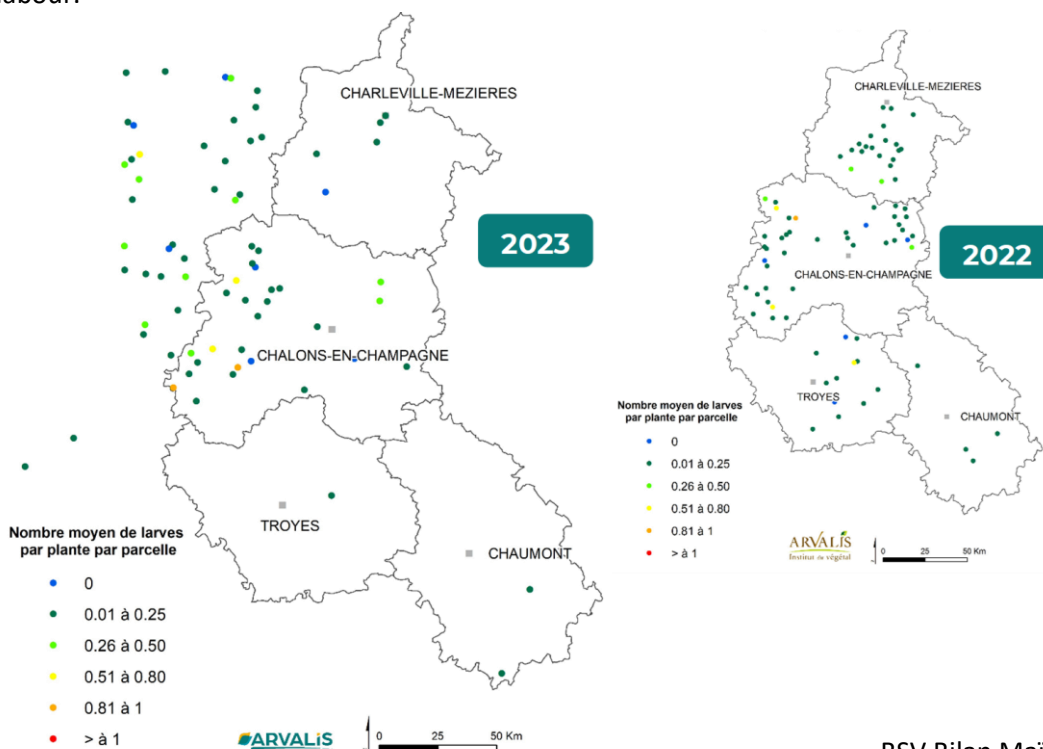 labour.
CHARLEVILLE-MEZIERES
2023
CHALONS-EN-CHAMPAGNE
TROYES
CHAUMONT
Nombre moyen de larves
par plante par parcelle
0
0.01 à 0.25
0.26 à 0.50
0.51 à 0.80
0.81 à 1
> à 1
ARVALIS
0 25 50 Km
CHARLEVILLE-MEZIERES
2022
CHALONS-EN-CHAMPAGNE
TROYES
CHAUMONT
Nombre moyen de larves
par plante par parcelle
0
0.01 à 0.25
0.26 à 0.50
0.51 à 0.80
0.81 à 1
> à 1
ARVALIS
Institut du végétal
0 25 50 Km